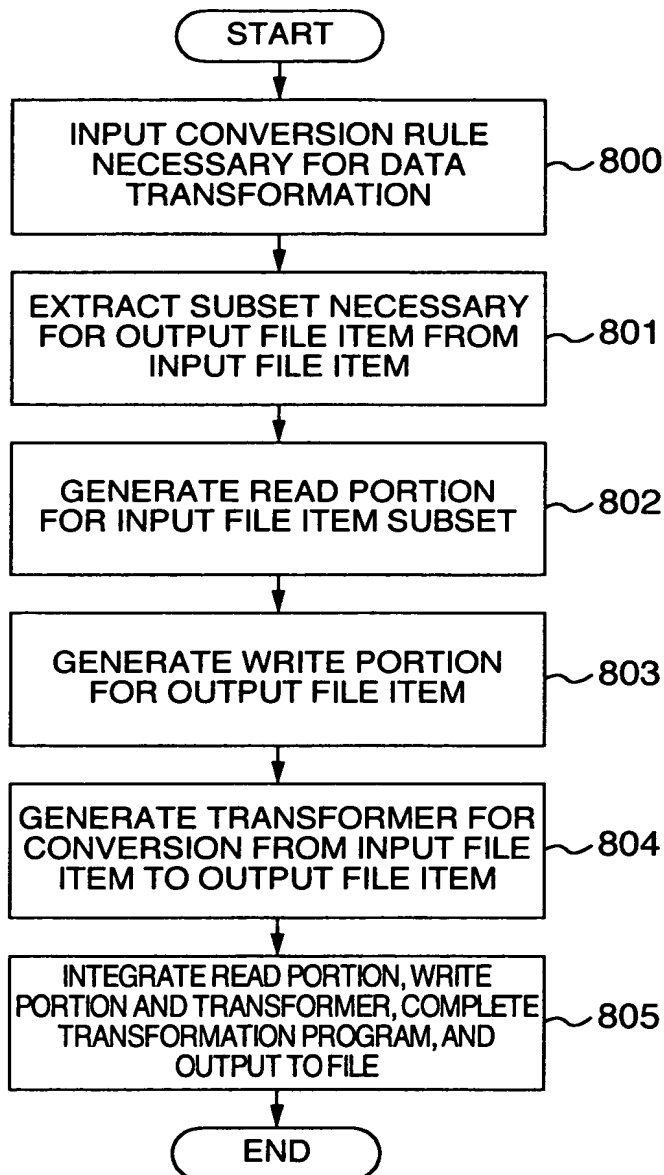 START
INPUT CONVERSION RULE
NECESSARY FOR DATA
TRANSFORMATION
800
EXTRACT SUBSET NECESSARY
FOR OUTPUT FILE ITEM FROM
INPUT FILE ITEM
801
GENERATE READ PORTION
FOR INPUT FILE ITEM SUBSET
802
GENERATE WRITE PORTION
FOR OUTPUT FILE ITEM
803
GENERATE TRANSFORMER FOR
CONVERSION FROM INPUT FILE
ITEM TO OUTPUT FILE ITEM
804
INTEGRATE READ PORTION, WRITE
PORTION AND TRANSFORMER, COMPLETE
TRANSFORMATION PROGRAM, AND
OUTPUT TO FILE
805
END